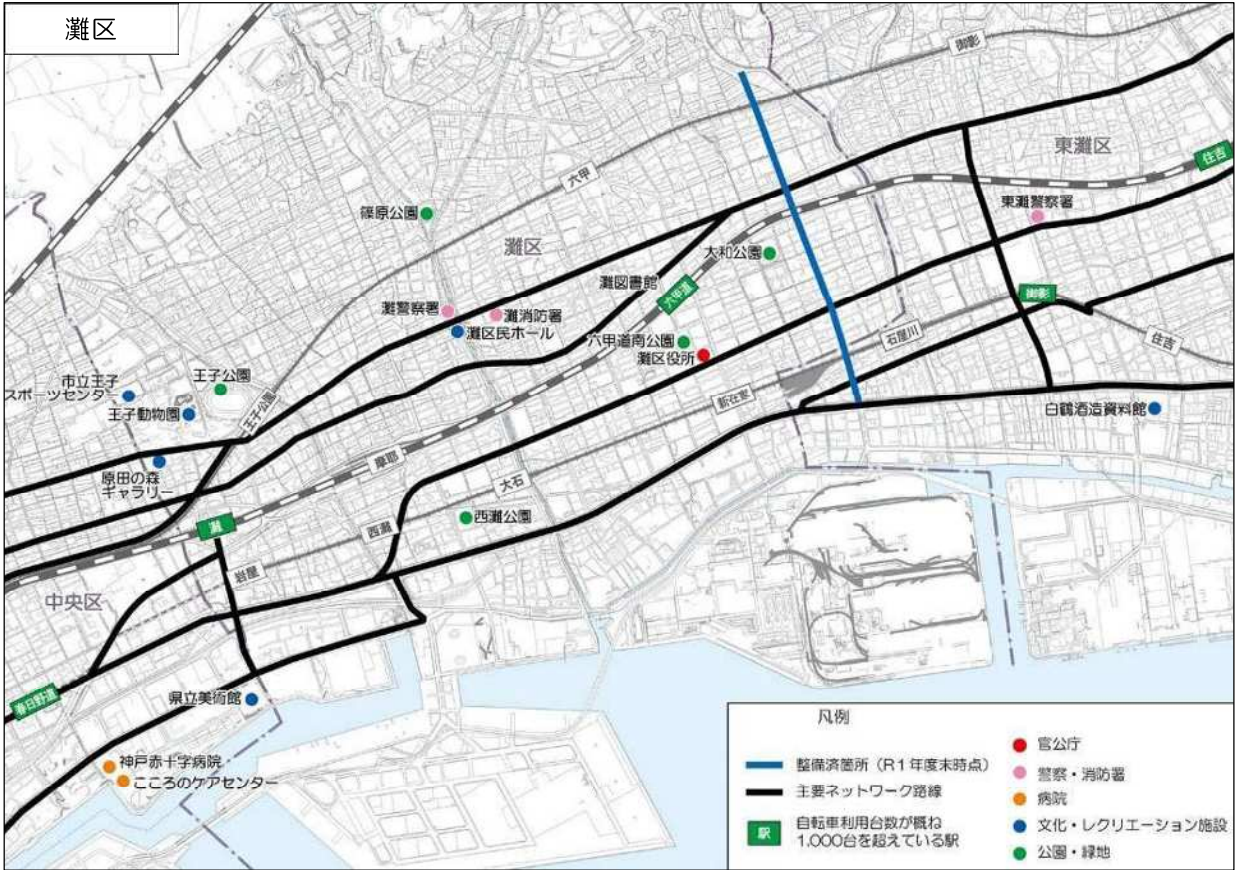 灘区
御影
東灘区
住吉
六甲
東灘警察署
篠原公園
灘区
大和公園
灘図書館
六甲道
御影
灘警察署
灘消防署
灘区民ホール
六甲道南公園
灘区役所
石屋川
住吉
市立王子
スポーツセンター
王子公園
王子動物園
王子公園
新在家
白鶴酒造資料館
原田の森
ギャラリー
摩耶
大石
灘
西灘
西灘公園
岩屋
中央区
春日野道
県立美術館
神戸赤十字病院
こころのケアセンター
凡例
整備済箇所（R1年度末時点）
主要ネットワーク路線
駅
自転車利用台数が概ね
1,000台を超えている駅
官公庁
警察・消防署
病院
文化・レクリエーション施設
公園・緑地